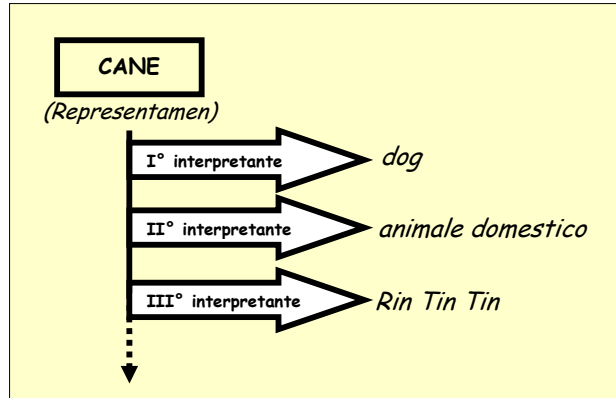 CANE
(Representamen)
I° interpretante
dog
II° interpretante
animale domestico
III° interpretante
Rin Tin Tin